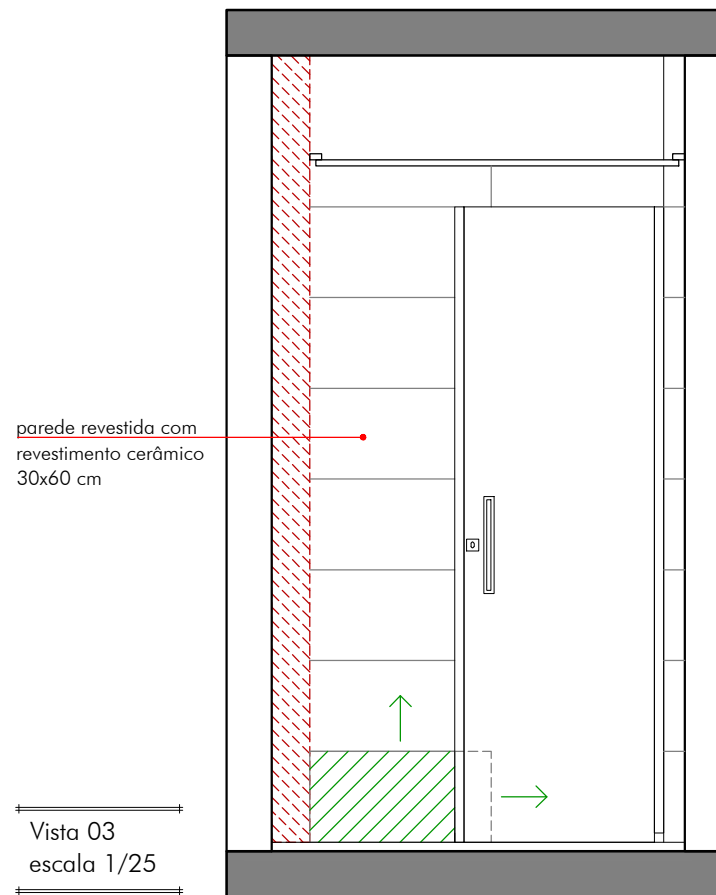 parede revestida com
revestimento cerâmico
30x60 cm
Vista 03
escala 1/25